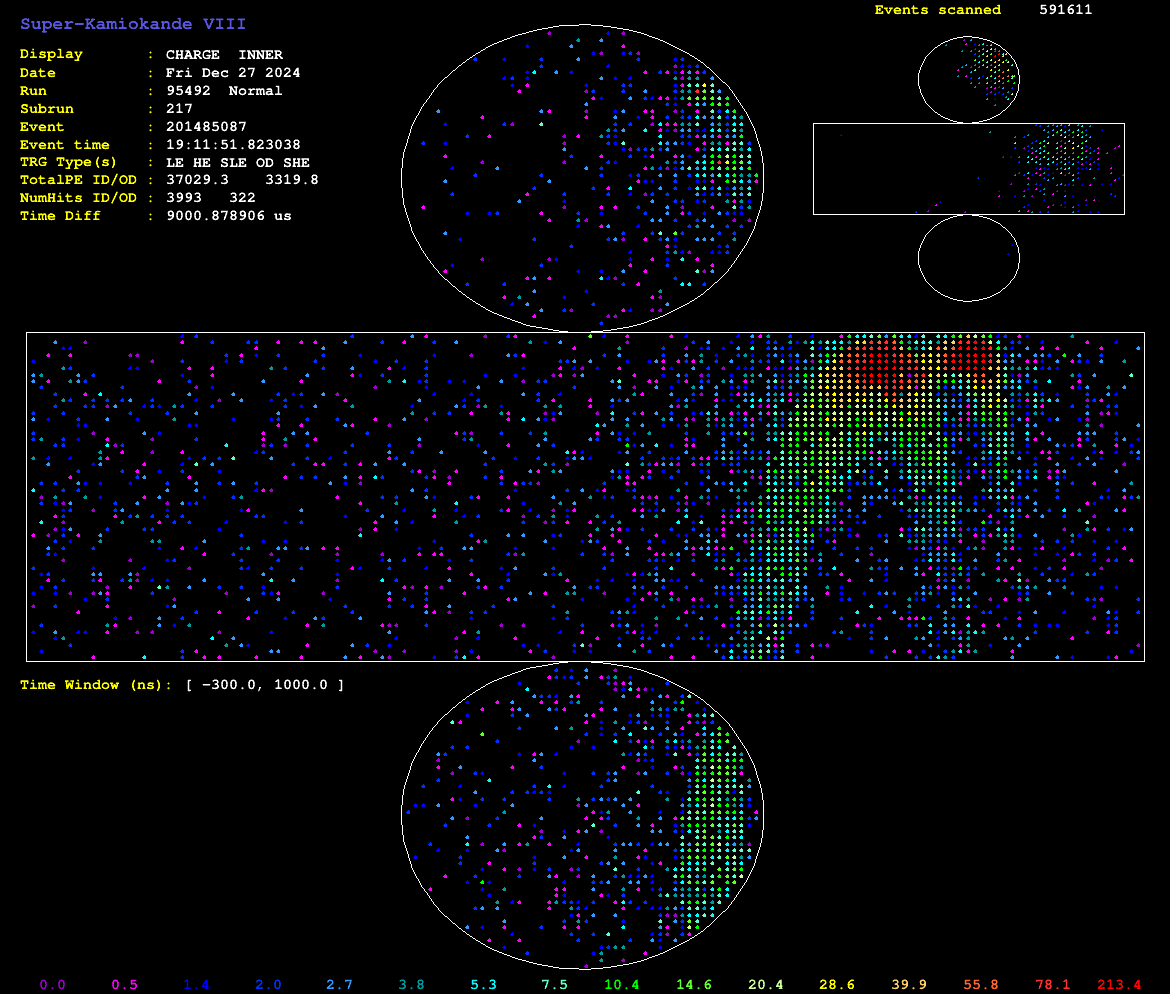 Super-Kamiokande VIII
Events scanned 591611
Display : CHARGE INNER
Date : Fri Dec 27 2024
Run : 95492 Normal
Subrun : 217
Event : 201485087
Event time : 19:11:51.823038
TRG Type(s) : LE HE SLE OD SHE
TotalPE ID/OD : 37029.3 3319.8
NumHits ID/OD : 3993 322
Time Diff : 9000.878906 us
Time Window (ns): [ -300.0, 1000.0 ]
0.0 0.5 1.4 2.0 2.7 3.8 5.3 7.5 10.4 14.6 20.4 28.6 39.9 55.8 78.1 213.4